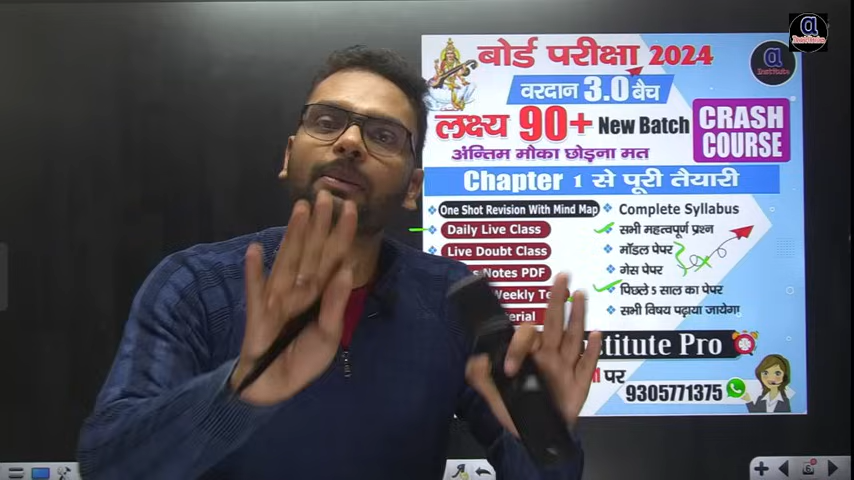 बोर्ड परीक्षा 2024
वरदान 3.0 बैच
लक्ष्य 90+ New Batch
CRASH
COURSE
अंन्तिम मौका छोड़ना मत
Chapter 1 से पूरी तैयारी
One Shot Revision With Mind Map
Daily Live Class
Live Doubt Class
Notes PDF
Weekly
Complete Syllabus
सभी महत्वपूर्ण प्रश्न
मॉडल पेपर
गेस पेपर
पिछले 5 साल का पेपर
सभी विषय पढ़ाया जायेगा
stitute Pro
पर
9305771375